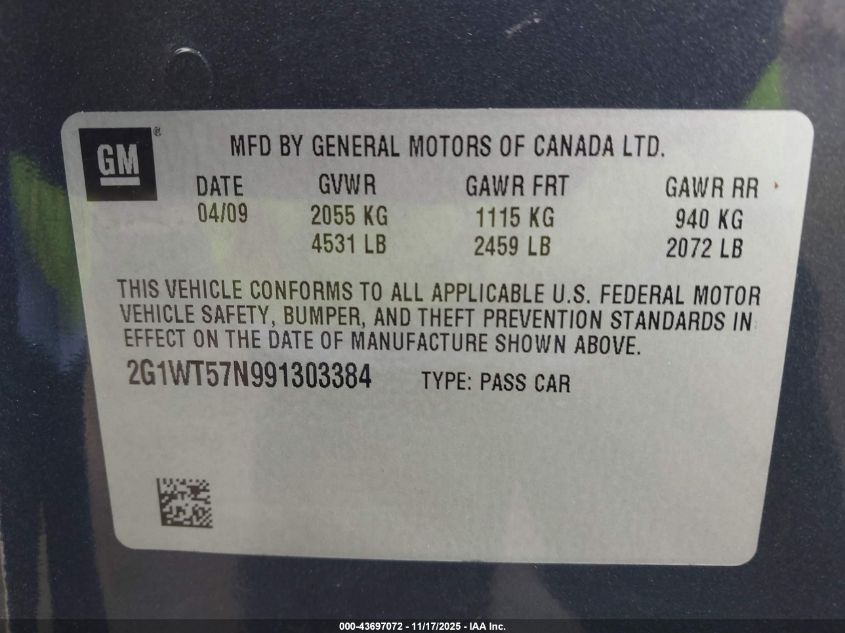 GM ®
MFD BY GENERAL MOTORS OF CANADA LTD.
DATE GVWR GAWR FRT GAWR RR
04/09 2055 KG 1115 KG 940 KG
4531 LB 2459 LB 2072 LB
THIS VEHICLE CONFORMS TO ALL APPLICABLE U.S. FEDERAL MOTOR
VEHICLE SAFETY, BUMPER, AND THEFT PREVENTION STANDARDS IN
EFFECT ON THE DATE OF MANUFACTURE SHOWN ABOVE.
2G1WT57N991303384 TYPE: PASS CAR
000-43697072 - 11/17/2025 - IAA Inc.